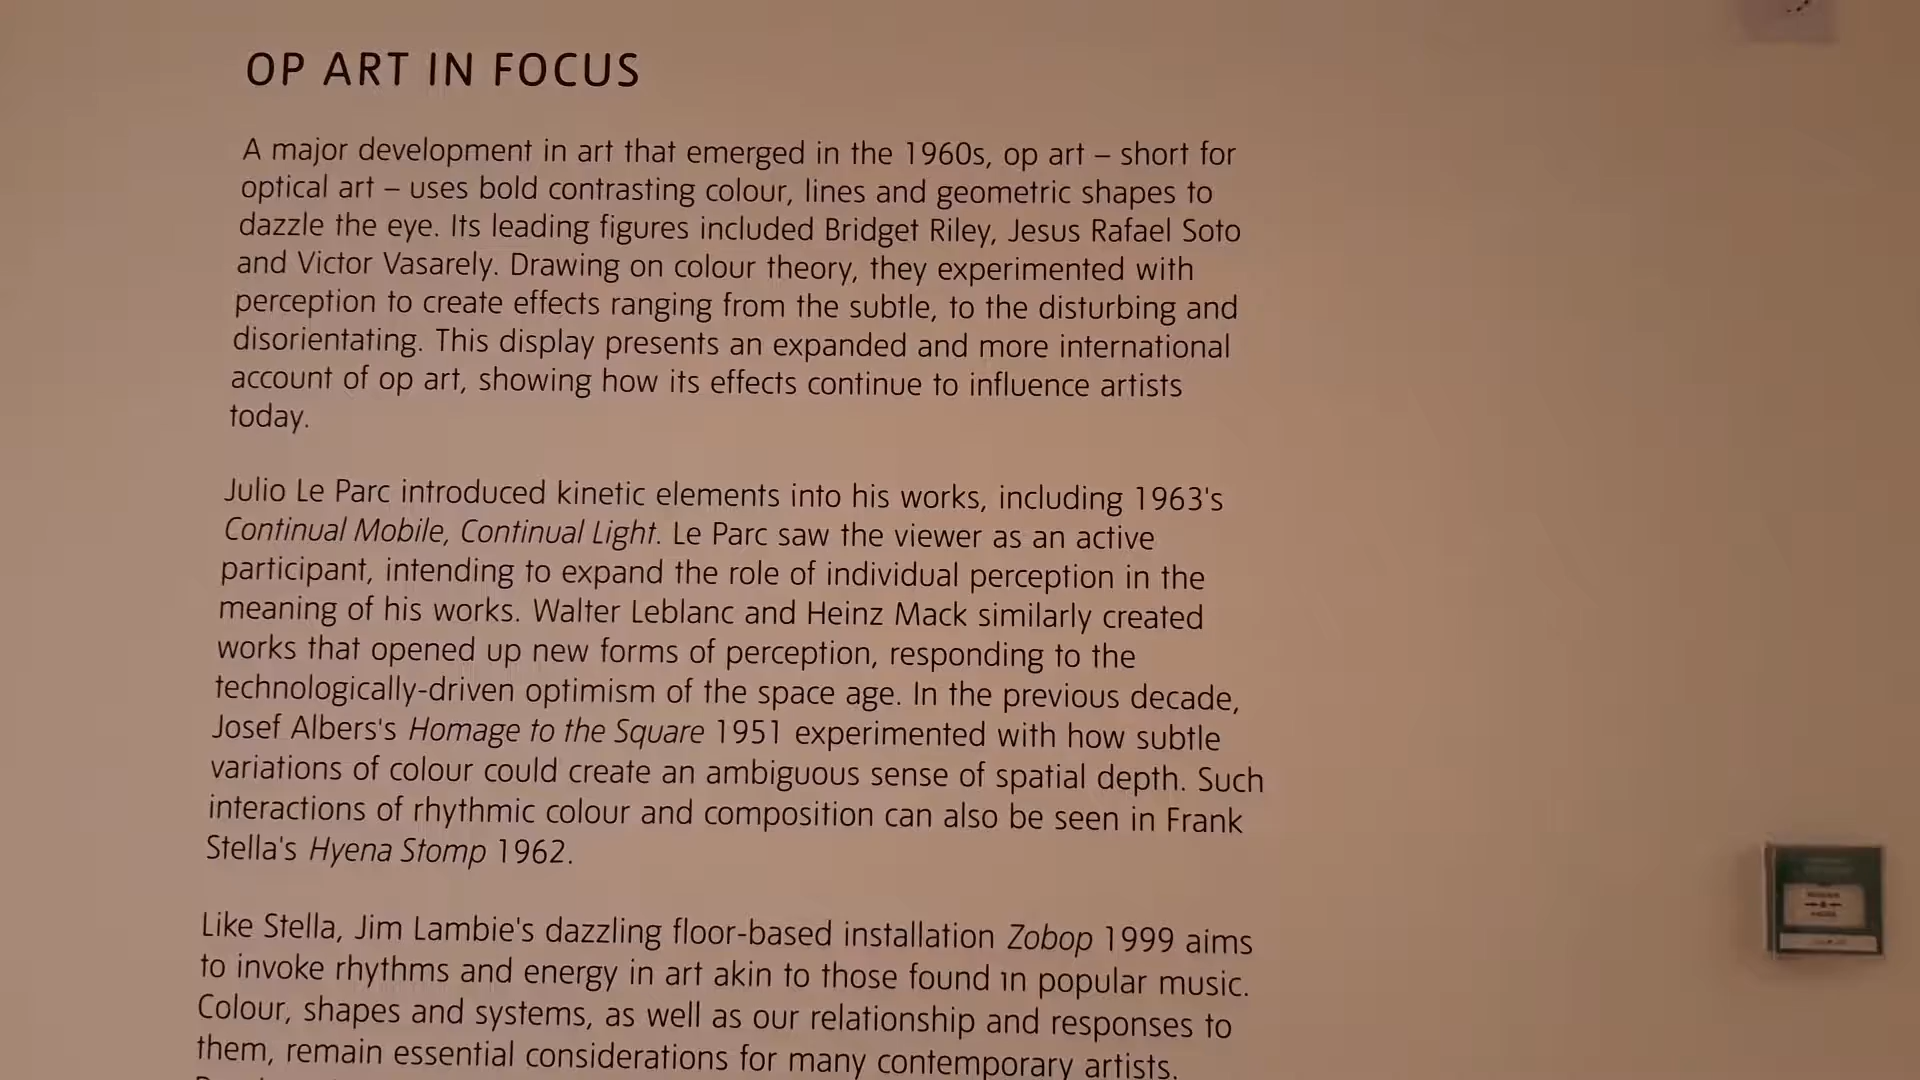 OP ART IN FOCUS
A major development in art that emerged in the 1960s, op art – short for
optical art – uses bold contrasting colour, lines and geometric shapes to
dazzle the eye. Its leading figures included Bridget Riley, Jesus Rafael Soto
and Victor Vasarely. Drawing on colour theory, they experimented with
perception to create effects ranging from the subtle, to the disturbing and
disorientating. This display presents an expanded and more international
account of op art, showing how its effects continue to influence artists
today.
Julio Le Parc introduced kinetic elements into his works, including 1963's
Continual Mobile, Continual Light. Le Parc saw the viewer as an active
participant, intending to expand the role of individual perception in the
meaning of his works. Walter Leblanc and Heinz Mack similarly created
works that opened up new forms of perception, responding to the
technologically-driven optimism of the space age. In the previous decade,
Josef Albers's Homage to the Square 1951 experimented with how subtle
variations of colour could create an ambiguous sense of spatial depth. Such
interactions of rhythmic colour and composition can also be seen in Frank
Stella's Hyena Stomp 1962.
Like Stella, Jim Lambie's dazzling floor-based installation Zobop 1999 aims
to invoke rhythms and energy in art akin to those found in popular music.
Colour, shapes and systems, as well as our relationship and responses to
them, remain essential considerations for many contemporary artists.